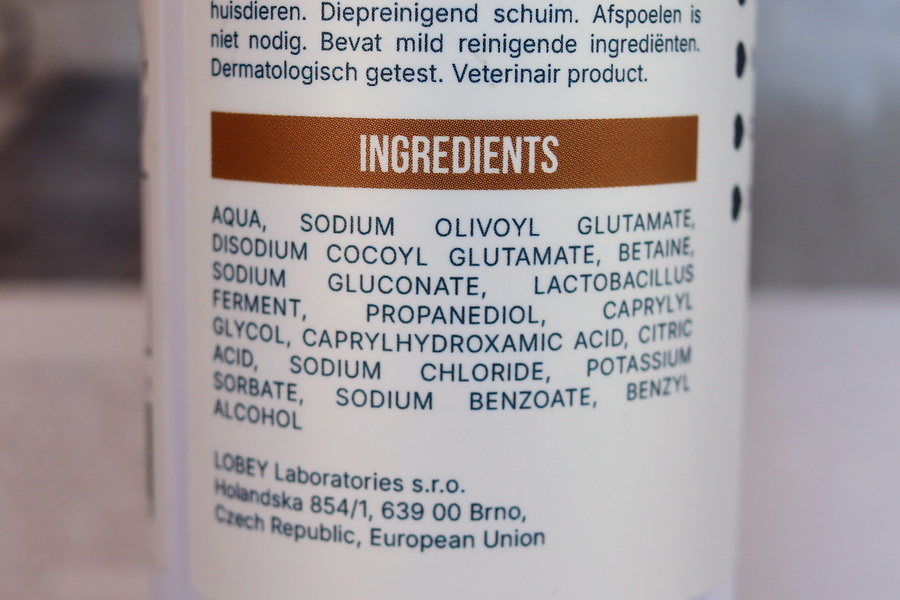 huisdieren. Diepreinigend schuim. Afspoelen is
niet nodig. Bevat mild reinigende ingrediënten.
Dermatologisch getest. Veterinair product.
INGREDIENTS
AQUA, SODIUM OLIVOYL GLUTAMATE,
DISODIUM COCOYL GLUTAMATE, BETAINE,
SODIUM GLUCONATE, LACTOBACILLUS
FERMENT, PROPANEDIOL, CAPRYLYL
GLYCOL, CAPRYLHYDROXAMIC ACID, CITRIC
ACID, SODIUM CHLORIDE, POTASSIUM
SORBATE, SODIUM BENZOATE, BENZYL
ALCOHOL
LOBEY Laboratories s.r.o.
Holandska 854/1, 639 00 Brno,
Czech Republic, European Union